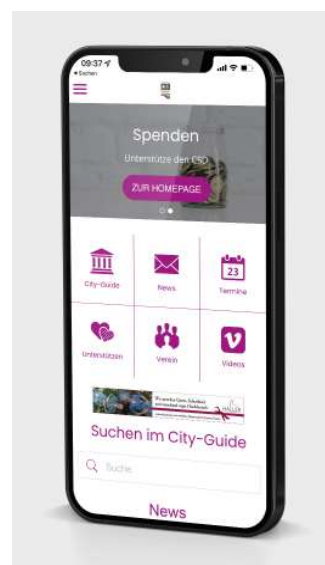 09:37
Suchen
Spenden
Unterstütze den CSD
ZUR HOMEPAGE
City-Guide
News
23
Termine
Unterstützen
Verein
Videos
Suchen im City-Guide
Suche
News